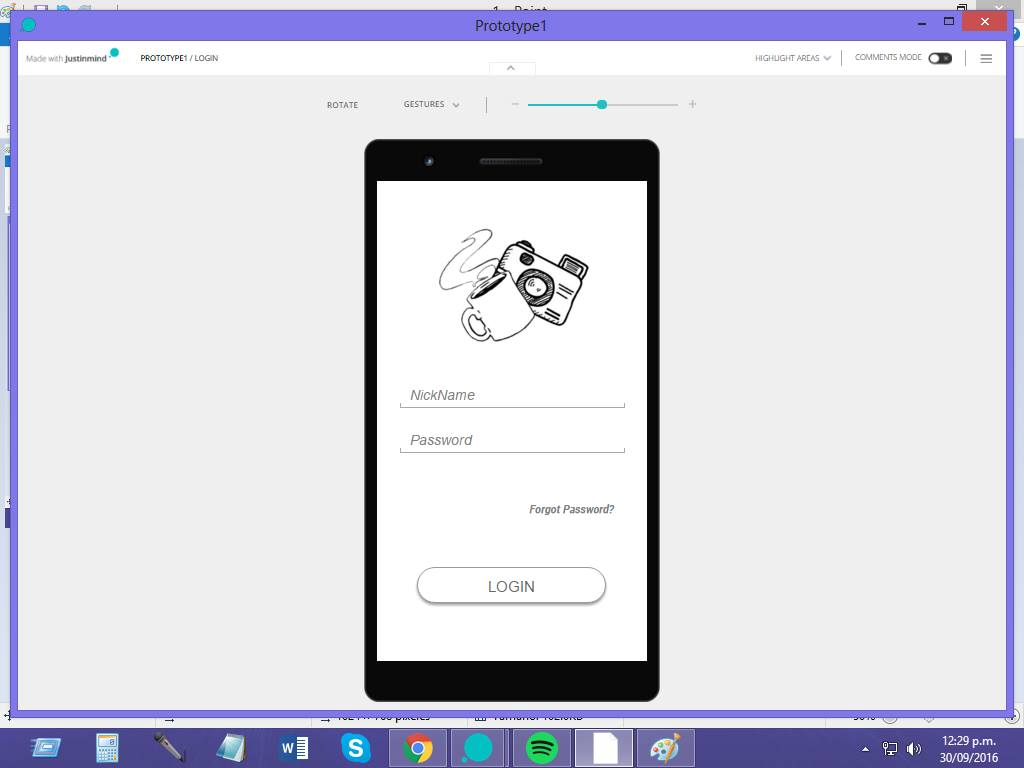 Prototype1
Made with Justinmind
PROTOTYPE1 / LOGIN
HIGHLIGHT AREAS
COMMENTS MODE
ROTATE
GESTURES
NickName
Password
Forgot Password?
LOGIN
12:29 p.m.
30/09/2016